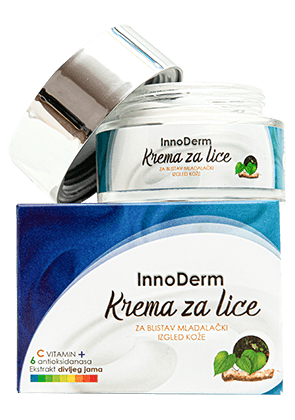 InnoDerm
Krema za lice
ZA BLISTAV MLADALAČKI
IZGLED KOŽE
InnoDerm
Krema za lice
ZA BLISTAV MLADALAČKI
IZGLED KOŽE
C VITAMIN +
6 antioksidanasa
Ekstrakt divljeg jama